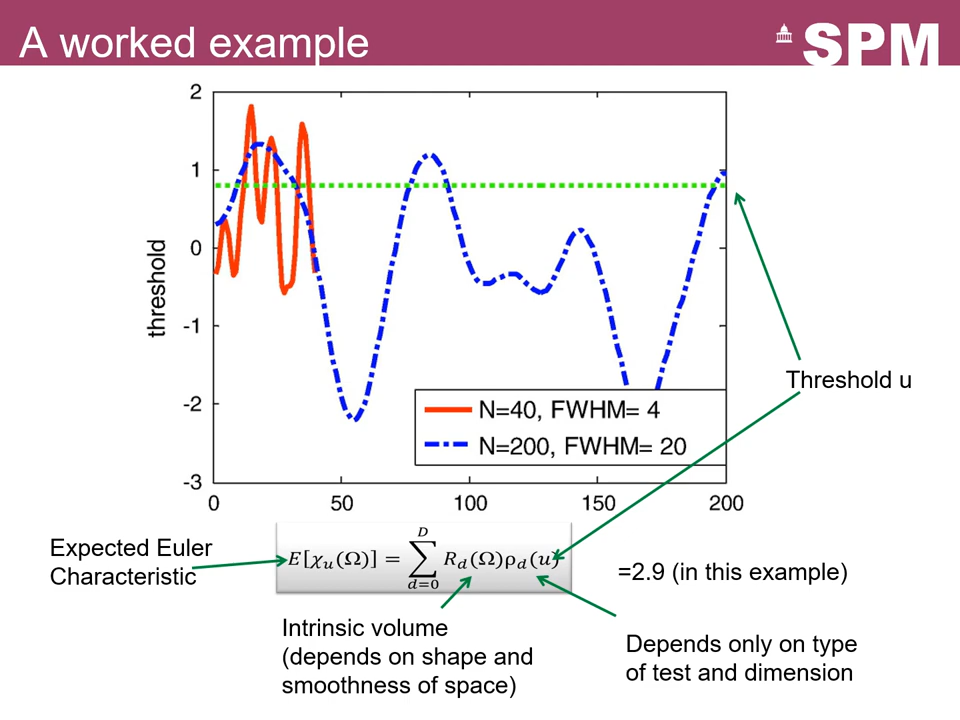 A worked example
SPM
2
1
0
-1
-2
-3
threshold
0
50
100
150
200
N=40, FWHM= 4
N=200, FWHM= 20
Threshold u
Expected Euler
Characteristic
E[χᵤ(Ω)] = ∑_{d=0}^{D} R_d(Ω)ρ_d(u)
=2.9 (in this example)
Intrinsic volume
(depends on shape and
smoothness of space)
Depends only on type
of test and dimension